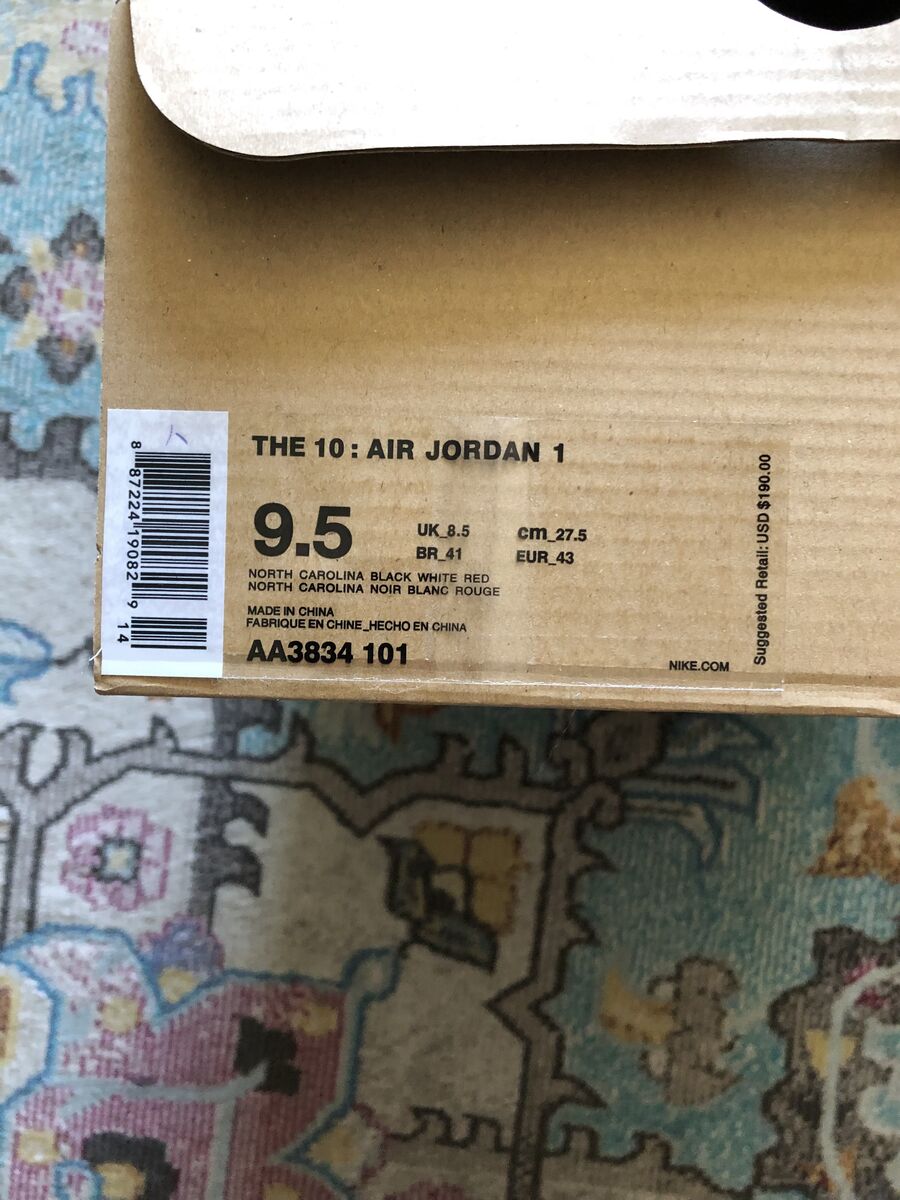 THE 10 : AIR JORDAN 1
9.5
UK_8.5
cm_27.5
BR_41
EUR_43
NORTH CAROLINA BLACK WHITE RED
NORTH CAROLINA NOIR BLANC ROUGE
MADE IN CHINA
FABRIQUE EN CHINE_HECHO EN CHINA
AA3834 101
NIKE.COM
Suggested Retail: USD $190.00
8 87224 19082 9 14